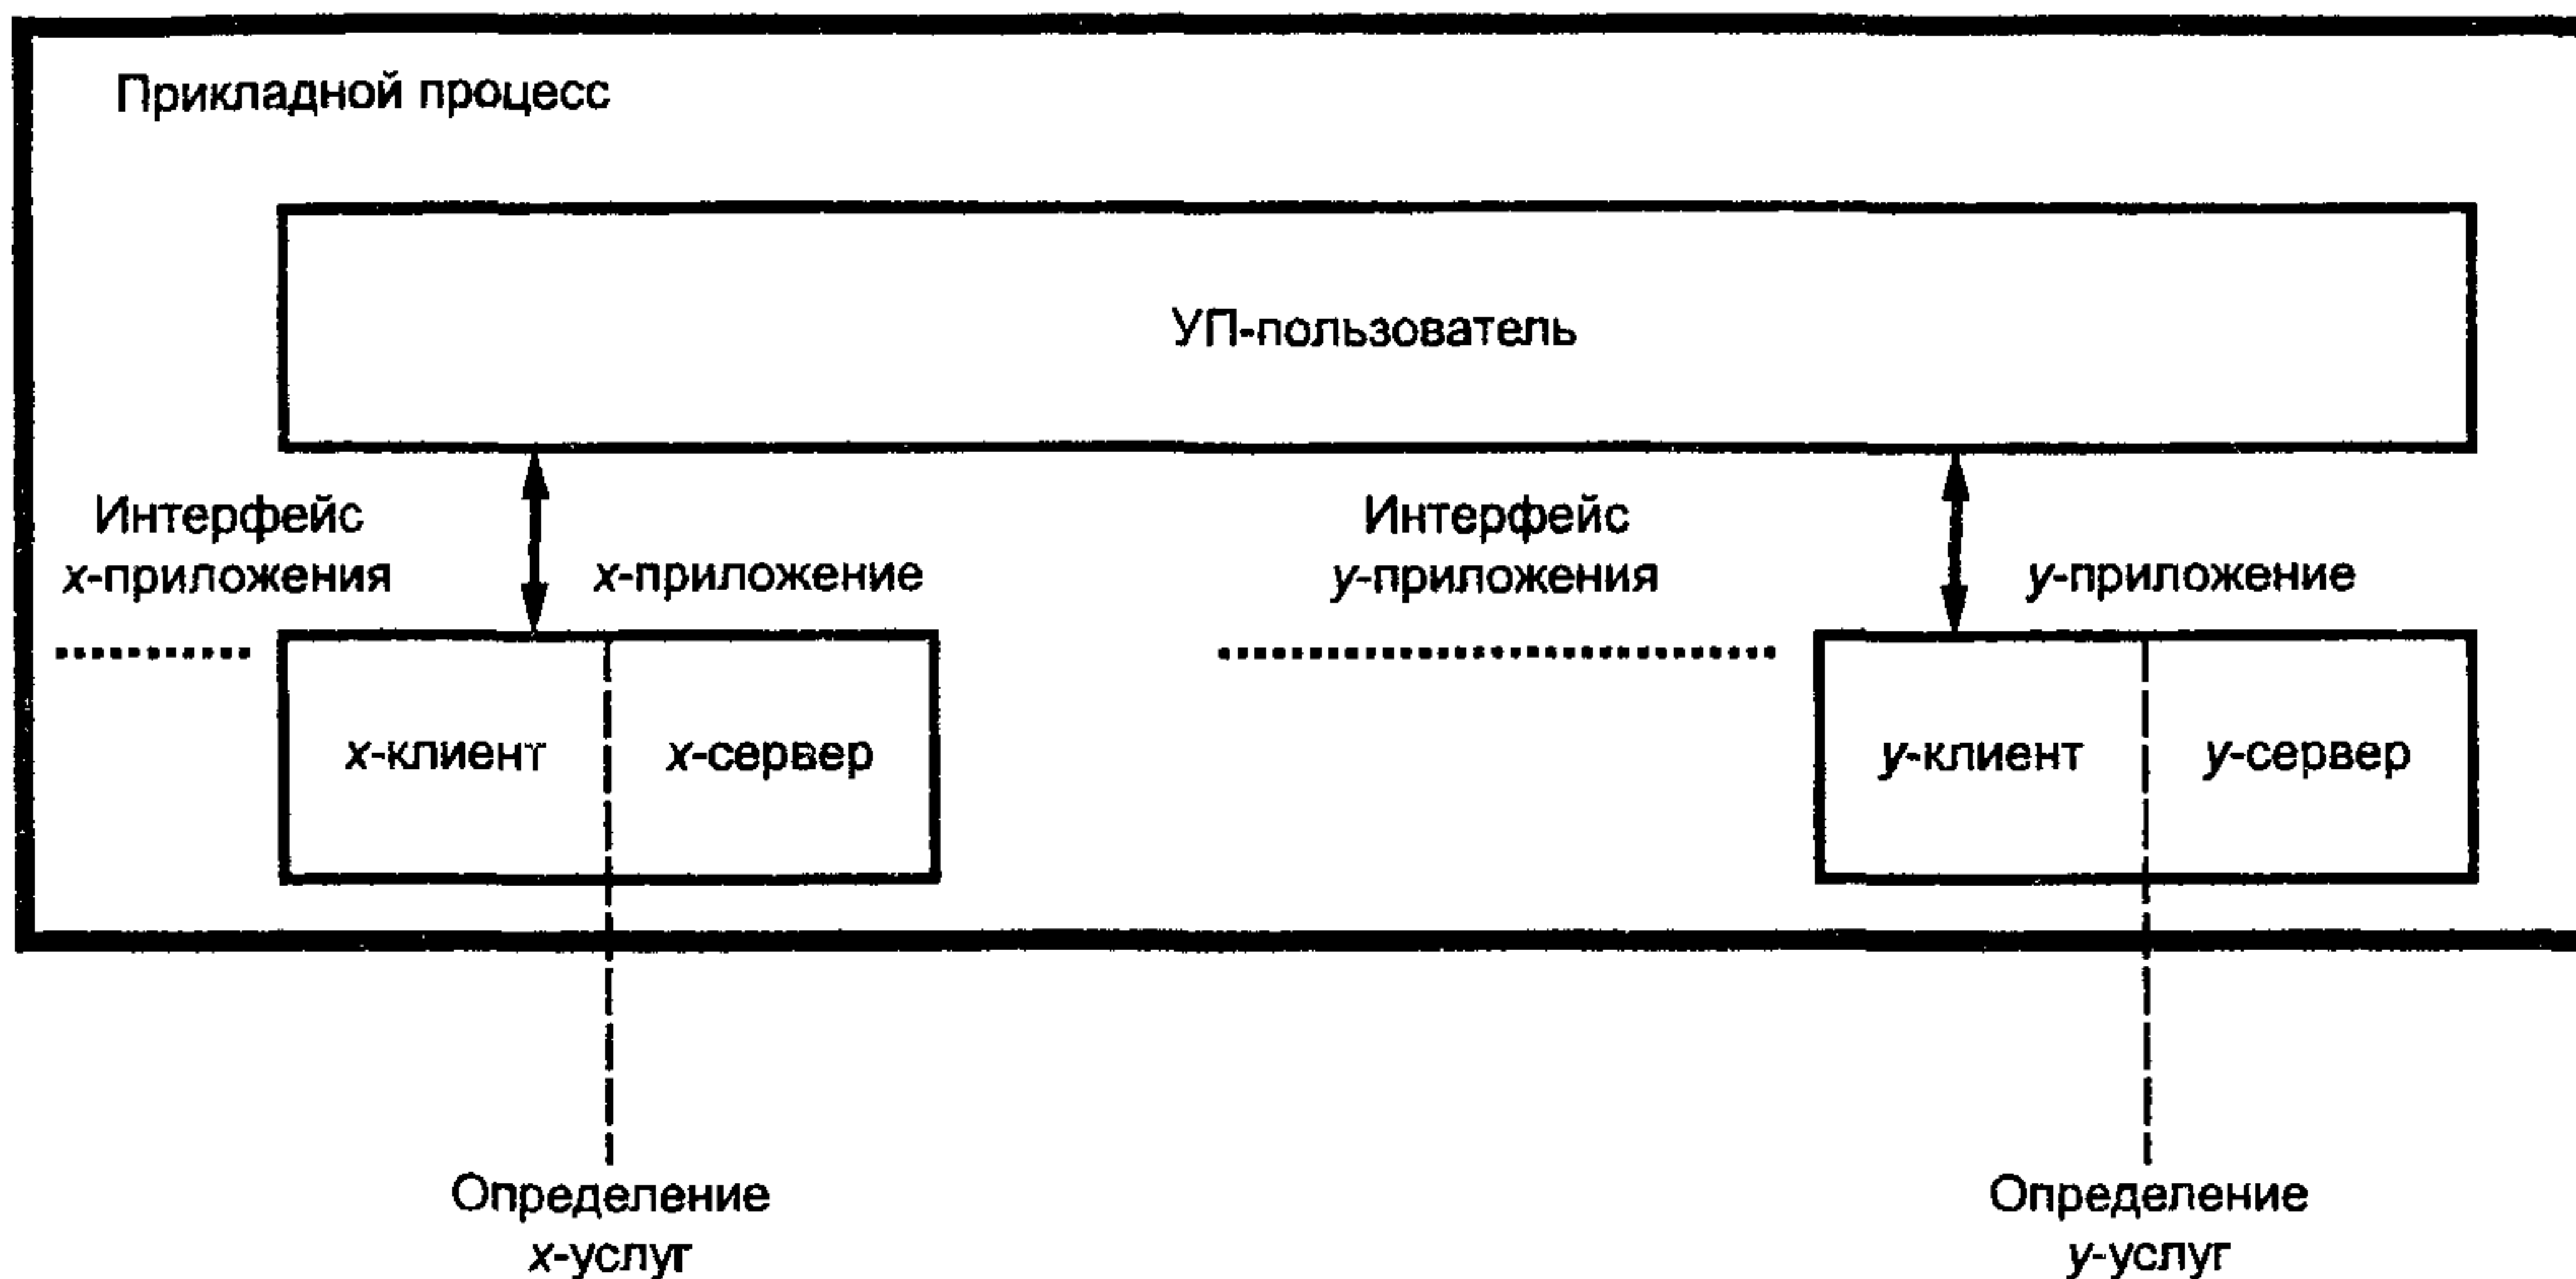 Прикладной процесс
УП-пользователь
Интерфейс
x-приложения
x-приложение
Интерфейс
y-приложения
y-приложение
x-клиент
x-сервер
y-клиент
y-сервер
Определение
x-услуг
Определение
y-услуг